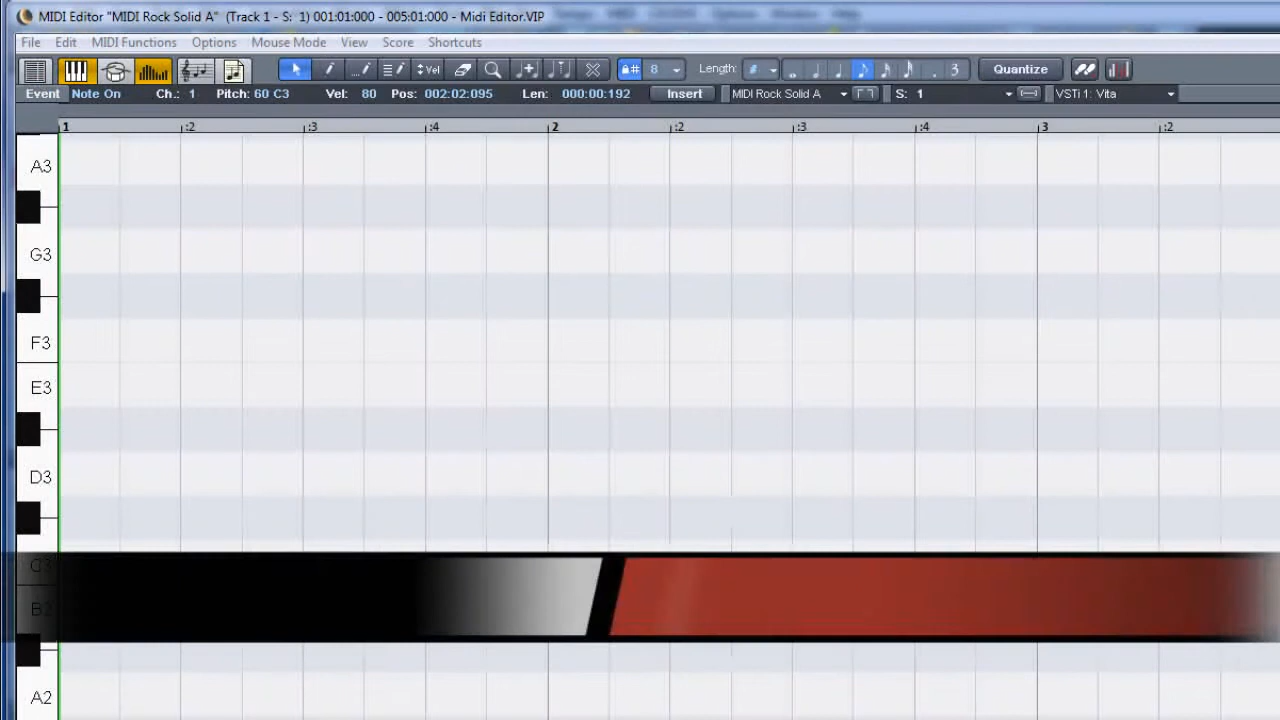 MIDI Editor "MIDI Rock Solid A" (Track 1 - S: 1) 001:01:000 - 005:01:000 - Midi Editor.VIP
File Edit MIDI Functions Options Mouse Mode View Score Shortcuts
Vel 8 Length: 3 Quantize
Event Note On Ch.: 1 Pitch: 60 C3 Vel: 80 Pos: 002:02:095 Len: 000:00:192 Insert MIDI Rock Solid A S: 1 VSTi 1: Vita
1 :2 :3 :4 2 :2 :3 :4 3 :2
A3
G3
F3
E3
D3
C3
A2